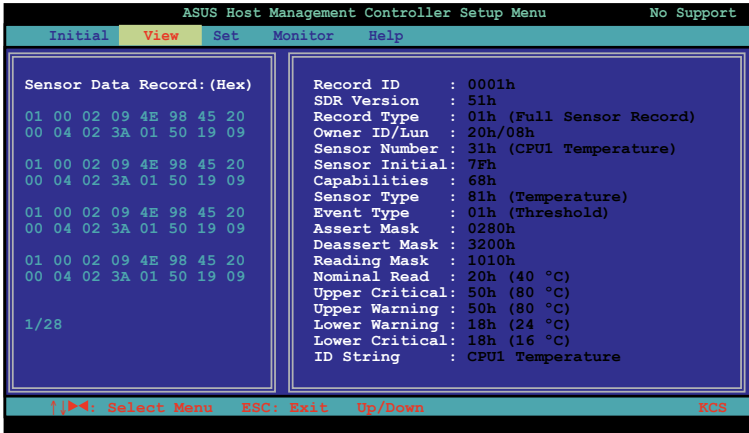 ASUS Host Management Controller Setup Menu No Support
Initial View Set Monitor Help
Sensor Data Record:(Hex)
01 00 02 09 4E 98 45 20
00 04 02 3A 01 50 19 09
01 00 02 09 4E 98 45 20
00 04 02 3A 01 50 19 09
01 00 02 09 4E 98 45 20
00 04 02 3A 01 50 19 09
01 00 02 09 4E 98 45 20
00 04 02 3A 01 50 19 09
1/28
Record ID : 0001h
SDR Version : 51h
Record Type : 01h (Full Sensor Record)
Owner ID/Lun : 20h/08h
Sensor Number : 31h (CPU1 Temperature)
Sensor Initial: 7Fh
Capabilities : 68h
Sensor Type : 81h (Temperature)
Event Type : 01h (Threshold)
Assert Mask : 0280h
Deassert Mask : 3200h
Reading Mask : 1010h
Nominal Read : 20h (40 °C)
Upper Critical: 50h (80 °C)
Upper Warning : 50h (80 °C)
Lower Warning : 18h (24 °C)
Lower Critical: 18h (16 °C)
ID String : CPU1 Temperature
↑↓►◄: Select Menu ESC: Exit Up/Down KCS